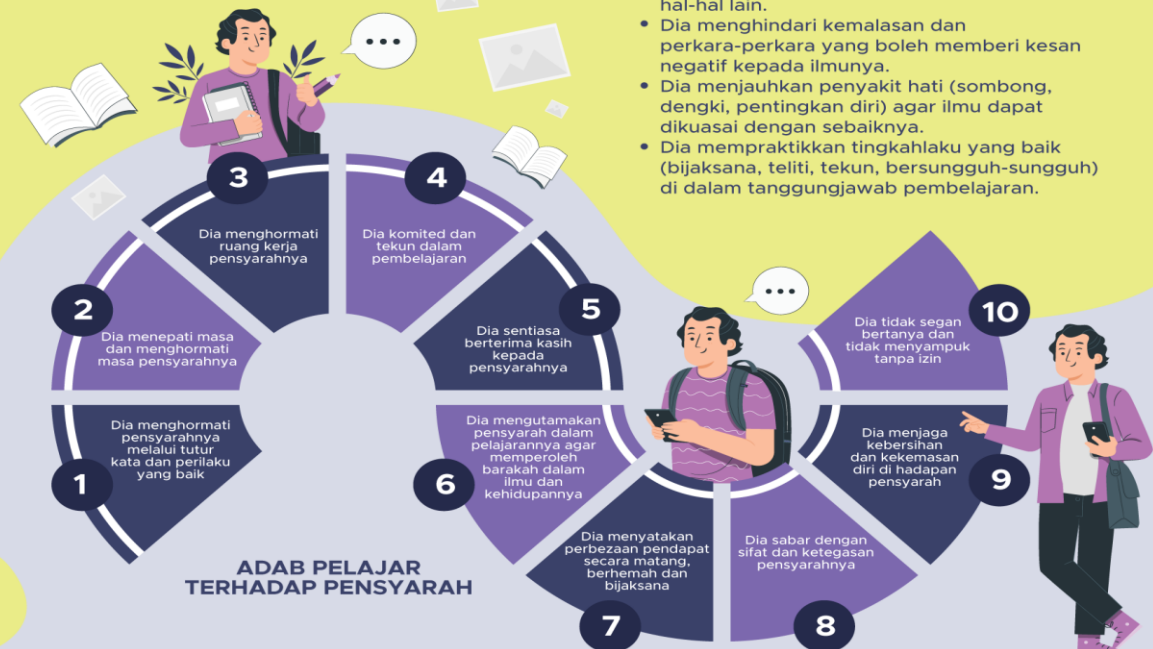 hal-hal lain.
• Dia menghindari kemalasan dan
perkara-perkara yang boleh memberi kesan
negatif kepada ilmunya.
• Dia menjauhkan penyakit hati (sombong,
dengki, pentingkan diri) agar ilmu dapat
dikuasai dengan sebaiknya.
• Dia mempraktikkan tingkahlaku yang baik
(bijaksana, teliti, tekun, bersungguh-sungguh)
di dalam tanggungjawab pembelajaran.
1
Dia menghormati
pensyarahnya
melalui tutur
kata dan perilaku
yang baik
2
Dia menepati masa
dan menghormati
masa pensyarahnya
3
Dia menghormati
ruang kerja
pensyarahnya
4
Dia komited dan
tekun dalam
pembelajaran
5
Dia sentiasa
berterima kasih
kepada
pensyarahnya
6
Dia mengutamakan
pensyarah dalam
pelajarannya agar
memperoleh
barakah dalam
ilmu dan
kehidupannya
7
Dia menyatakan
perbezaan pendapat
secara matang,
berhemah dan
bijaksana
8
Dia sabar dengan
sifat dan ketegasan
pensyarahnya
9
Dia menjaga
kebersihan
dan kekemasan
diri di hadapan
pensyarah
10
Dia tidak segan
bertanya dan
tidak menyampuk
tanpa izin
ADAB PELAJAR
TERHADAP PENSYARAH